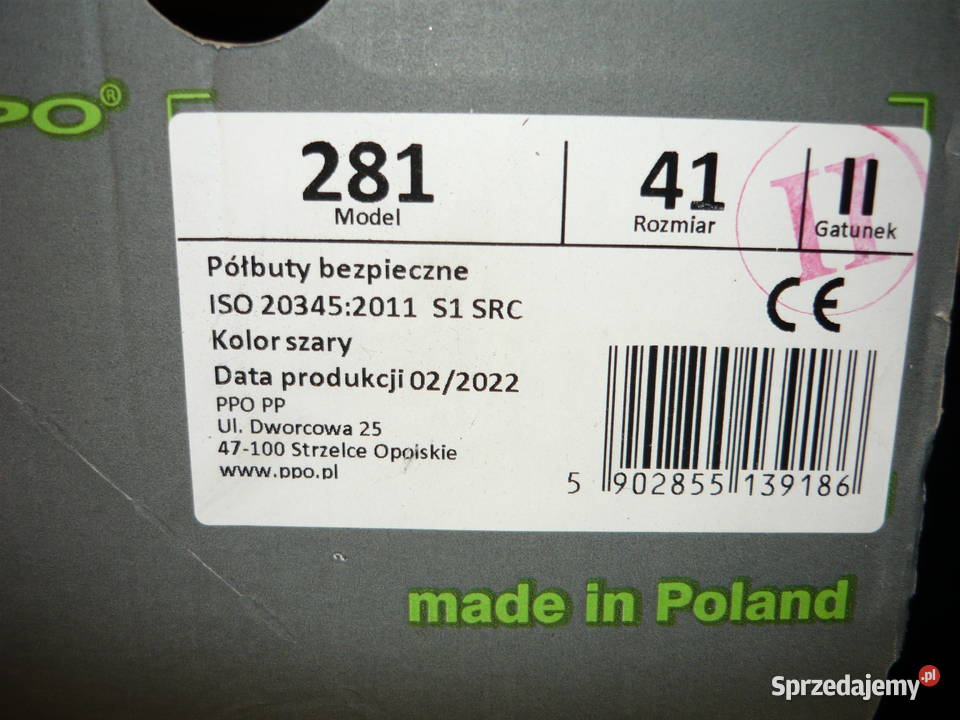 PPO®
281 41 II
Model Rozmiar Gatunek
II
Półbuty bezpieczne
ISO 20345:2011 S1 SRC
CE
Kolor szary
Data produkcji 02/2022
PPO PP
Ul. Dworcowa 25
47-100 Strzelce Opolskie
www.ppo.pl
5 902855 139186
made in Poland
Sprzedajemy.pl